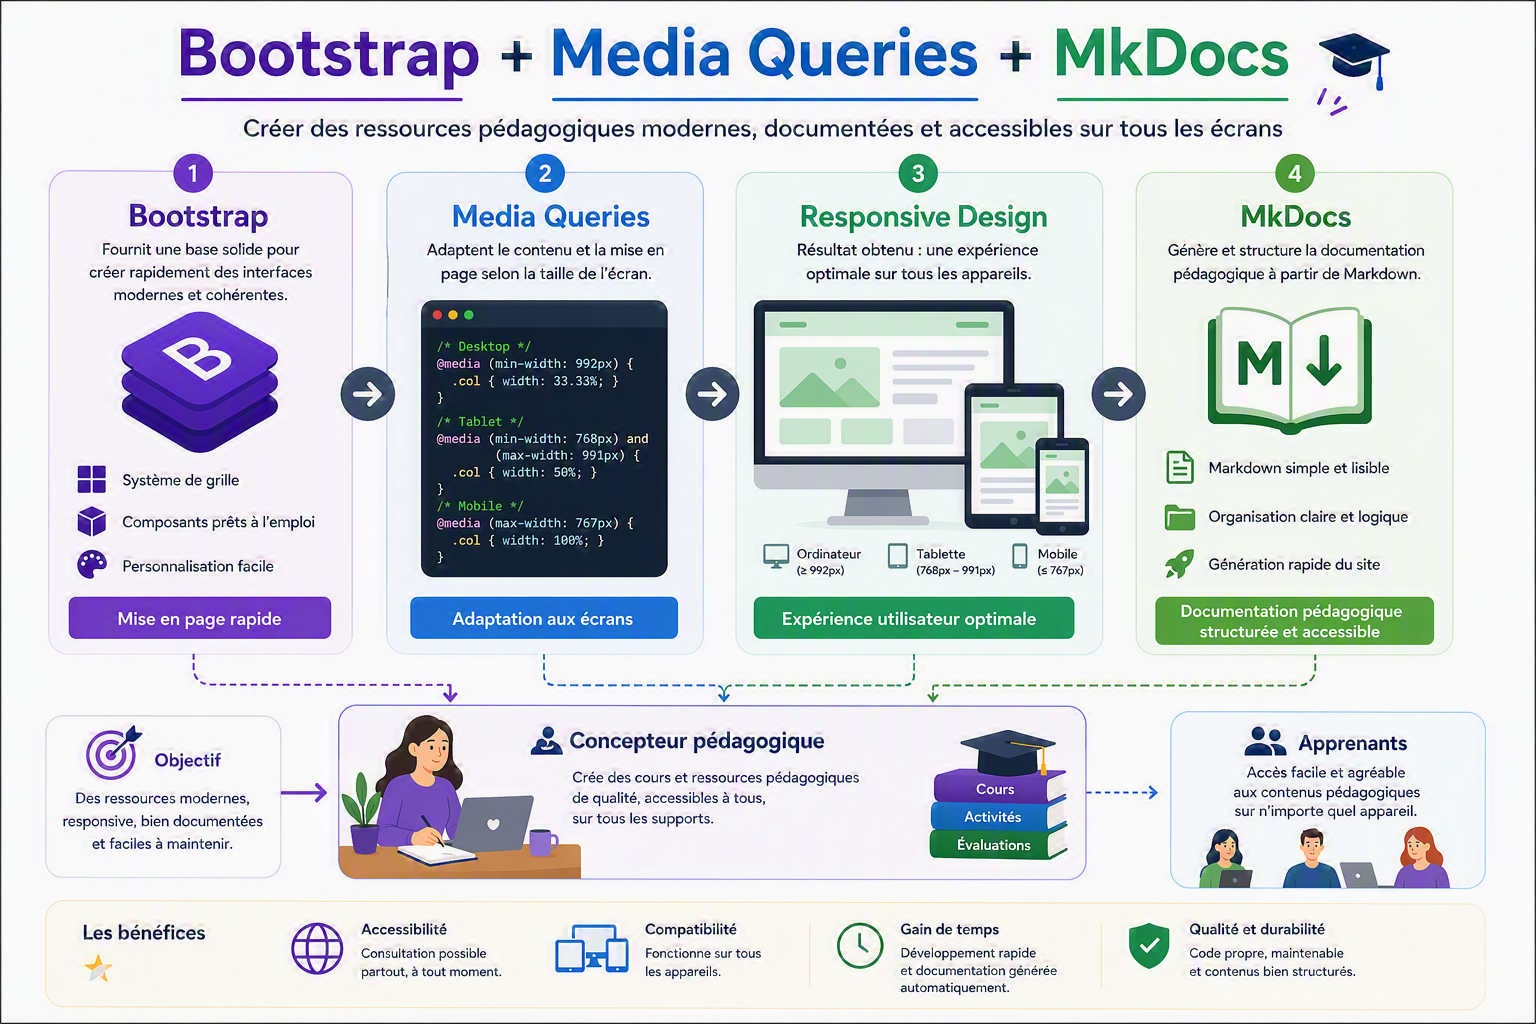 Bootstrap + Media Queries + MkDocs
Créer des ressources pédagogiques modernes, documentées et accessibles sur tous les écrans
1
Bootstrap
Fournit une base solide pour
créer rapidement des interfaces
modernes et cohérentes.
B
Système de grille
Composants prêts à l'emploi
Personnalisation facile
Mise en page rapide
2
Media Queries
Adaptent le contenu et la mise en
page selon la taille de l'écran.
/* Desktop */
@media (min-width: 992px) {
.col { width: 33.33%; }
}
/* Tablet */
@media (min-width: 768px) and
(max-width: 991px) {
.col { width: 50%; }
}
/* Mobile */
@media (max-width: 767px) {
.col { width: 100%; }
}
Adaptation aux écrans
3
Responsive Design
Résultat obtenu : une expérience
optimale sur tous les appareils.
Ordinateur
(≥ 992px)
Tablette
(768px – 991px)
Mobile
(≤ 767px)
Expérience utilisateur optimale
4
MkDocs
Génère et structure la documentation
pédagogique à partir de Markdown.
M
Markdown simple et lisible
Organisation claire et logique
Génération rapide du site
Documentation pédagogique
structurée et accessible
Objectif
Des ressources modernes,
responsive, bien documentées
et faciles à maintenir.
Concepteur pédagogique
Crée des cours et ressources pédagogiques
de qualité, accessibles à tous,
sur tous les supports.
Cours
Activités
Évaluations
Apprenants
Accès facile et agréable
aux contenus pédagogiques
sur n'importe quel appareil.
Les bénéfices
Accessibilité
Consultation possible
partout, à tout moment.
Compatibilité
Fonctionne sur tous
les appareils.
Gain de temps
Développement rapide
et documentation générée
automatiquement.
Qualité et durabilité
Code propre, maintenable
et contenus bien structurés.